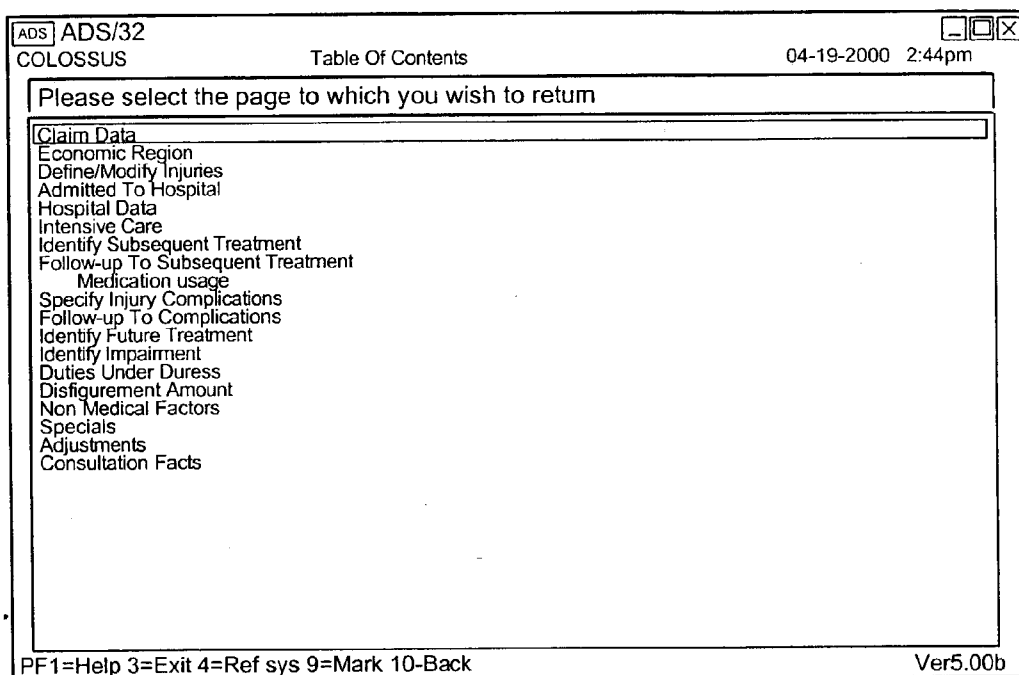 ADS ADS/32
COLOSSUS Table Of Contents 04-19-2000 2:44pm
Please select the page to which you wish to return
Claim Data
Economic Region
Define/Modify Injuries
Admitted To Hospital
Hospital Data
Intensive Care
Identify Subsequent Treatment
Follow-up To Subsequent Treatment
Medication usage
Specify Injury Complications
Follow-up To Complications
Identify Future Treatment
Identify Impairment
Duties Under Duress
Disfigurement Amount
Non Medical Factors
Specials
Adjustments
Consultation Facts
PF1=Help 3=Exit 4=Ref sys 9=Mark 10-Back Ver5.00b